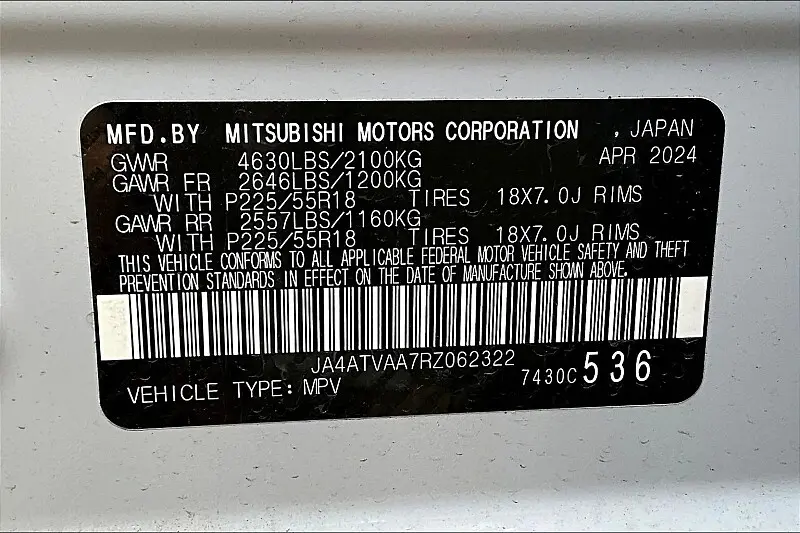 MFD.BY MITSUBISHI MOTORS CORPORATION , JAPAN
GVWR 4630LBS/2100KG APR 2024
GAWR FR 2646LBS/1200KG
WITH P225/55R18 TIRES 18X7.0J RIMS
GAWR RR 2557LBS/1160KG
WITH P225/55R18 TIRES 18X7.0J RIMS
THIS VEHICLE CONFORMS TO ALL APPLICABLE FEDERAL MOTOR VEHICLE SAFETY AND THEFT
PREVENTION STANDARDS IN EFFECT ON THE DATE OF MANUFACTURE SHOWN ABOVE.
JA4ATVAA7RZ062322
VEHICLE TYPE: MPV 7430C 536